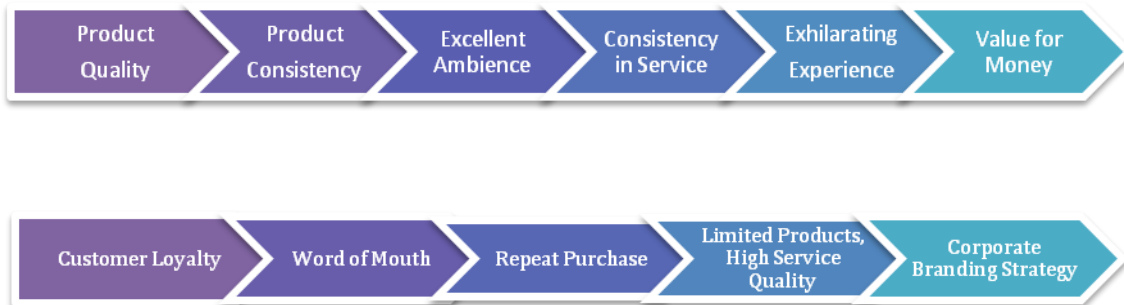 Product
Quality
Product
Consistency
Excellent
Ambience
Consistency
in Service
Exhilarating
Experience
Value for
Money
Customer Loyalty
Word of Mouth
Repeat Purchase
Limited Products,
High Service
Quality
Corporate
Branding Strategy